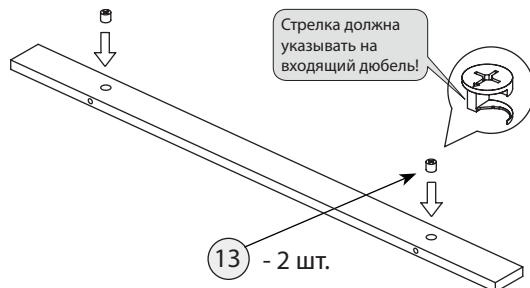 Стрелка должна
указывать на
входящий дюбель!
13 - 2 шт.